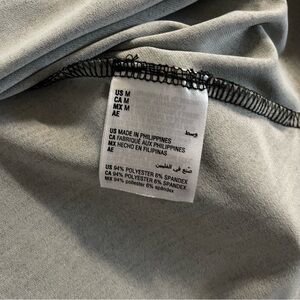 US M
CA M
MX M
AE وسط
US MADE IN PHILIPPINES
CA FABRIQUÉ AUX PHILIPPINES
MX HECHO EN FILIPINAS
صنع في الفلبين
US 94% POLYESTER 6% SPANDEX
CA 94% POLYESTER 6% SPANDEX
MX 94% poliéster 6% spándex